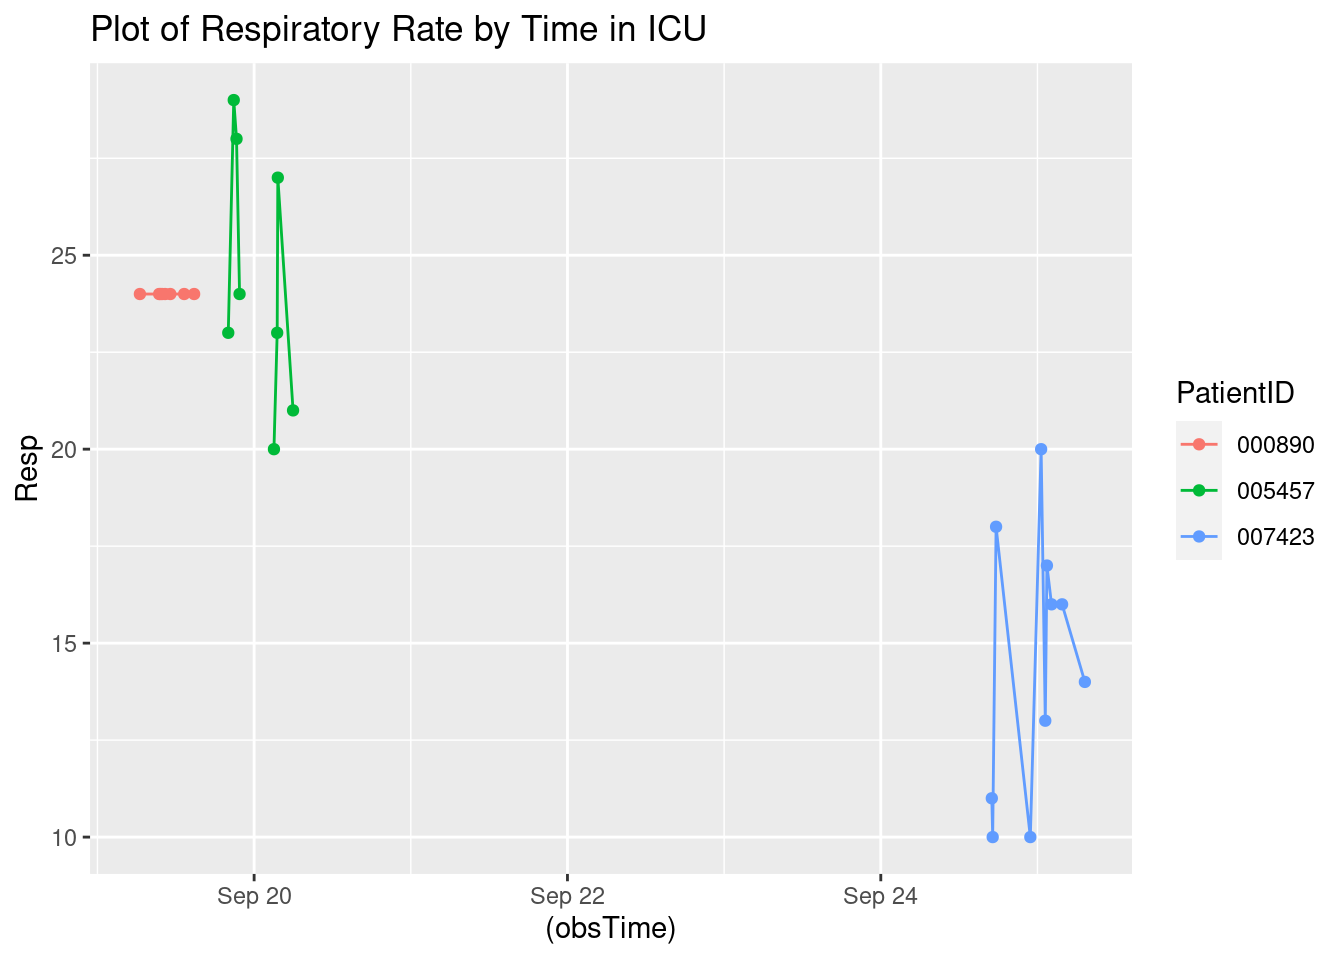 Plot of Respiratory Rate by Time in ICU
25
20
15
10
Resp
Sep 20
Sep 22
Sep 24
(obsTime)
PatientID
000890
005457
007423